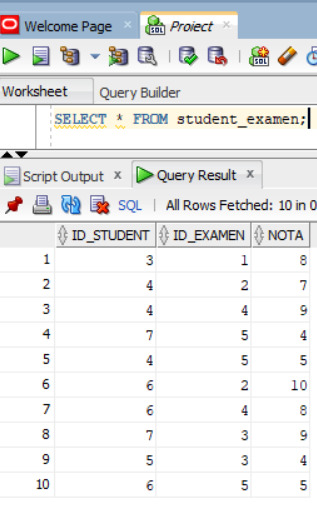 Welcome Page × Proiect ×
Worksheet Query Builder
SELECT * FROM student_examen;
Script Output × Query Result ×
SQL | All Rows Fetched: 10 in 0
ID_STUDENT ID_EXAMEN NOTA
1 3 1 8
2 4 2 7
3 4 4 9
4 7 5 4
5 4 5 5
6 6 2 10
7 6 4 8
8 7 3 9
9 5 3 4
10 6 5 5